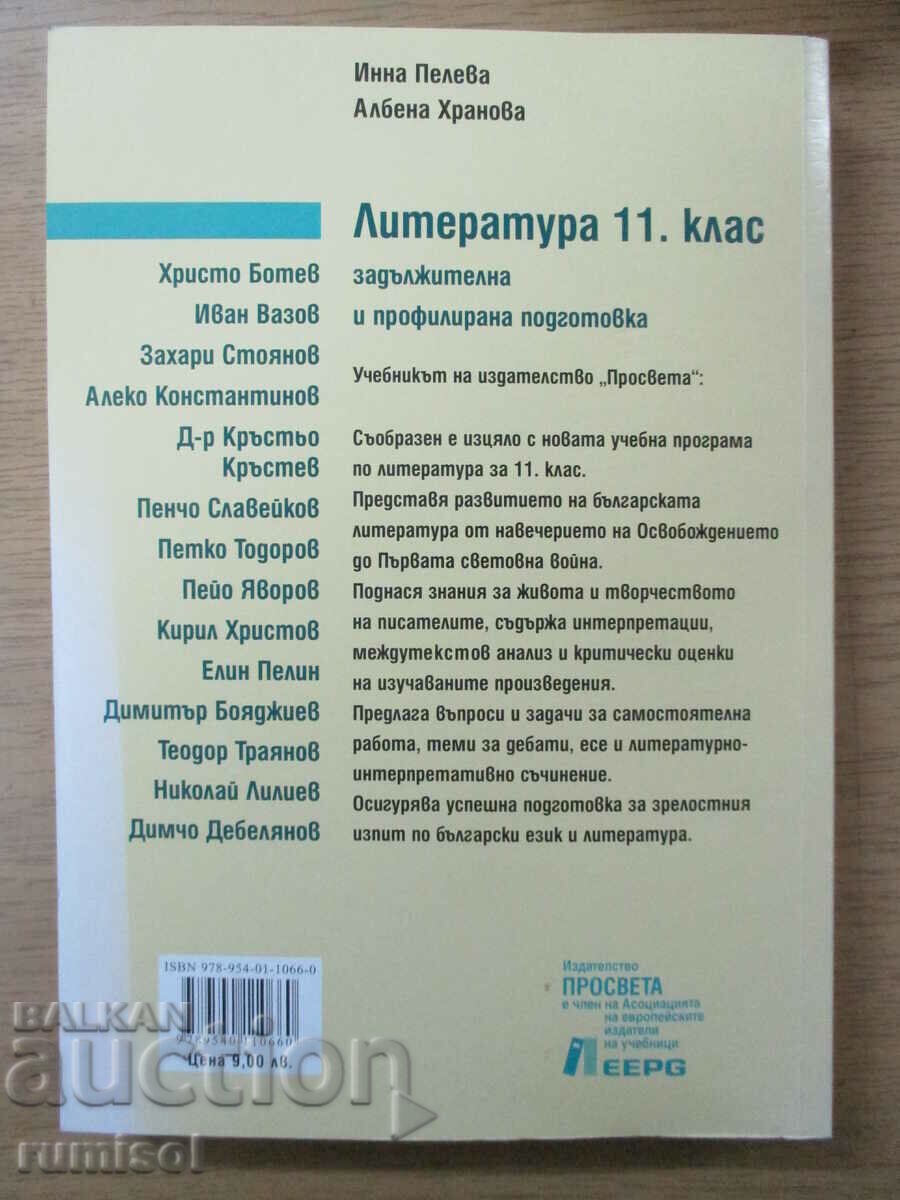 Инна Пелева
Албена Хранова
Литература 11. клас
задължителна
и профилирана подготовка
Христо Ботев
Иван Вазов
Захари Стоянов
Алеко Константинов
Д-р Кръстьо
Кръстев
Пенчо Славейков
Петко Тодоров
Пейо Яворов
Кирил Христов
Елин Пелин
Димитър Бояджиев
Теодор Траянов
Николай Лилиев
Димчо Дебелянов
Учебникът на издателство „Просвета“:
Съобразен е изцяло с новата учебна програма
по литература за 11. клас.
Представя развитието на българската
литература от навечерието на Освобождението
до Първата световна война.
Поднася знания за живота и творчеството
на писателите, съдържа интерпретации,
междутекстов анализ и критически оценки
на изучаваните произведения.
Предлага въпроси и задачи за самостоятелна
работа, теми за дебати, есе и литературно-
интерпретативно съчинение.
Осигурява успешна подготовка за зрелостния
изпит по български език и литература.
ISBN 978-954-01-1066-0
9789540110660
Цена 9,00 лв.
Издателство
ПРОСВЕТА
е член на Асоциацията
на европейските
издатели
на учебници
EEPG
BALKAN
auction
rumisol